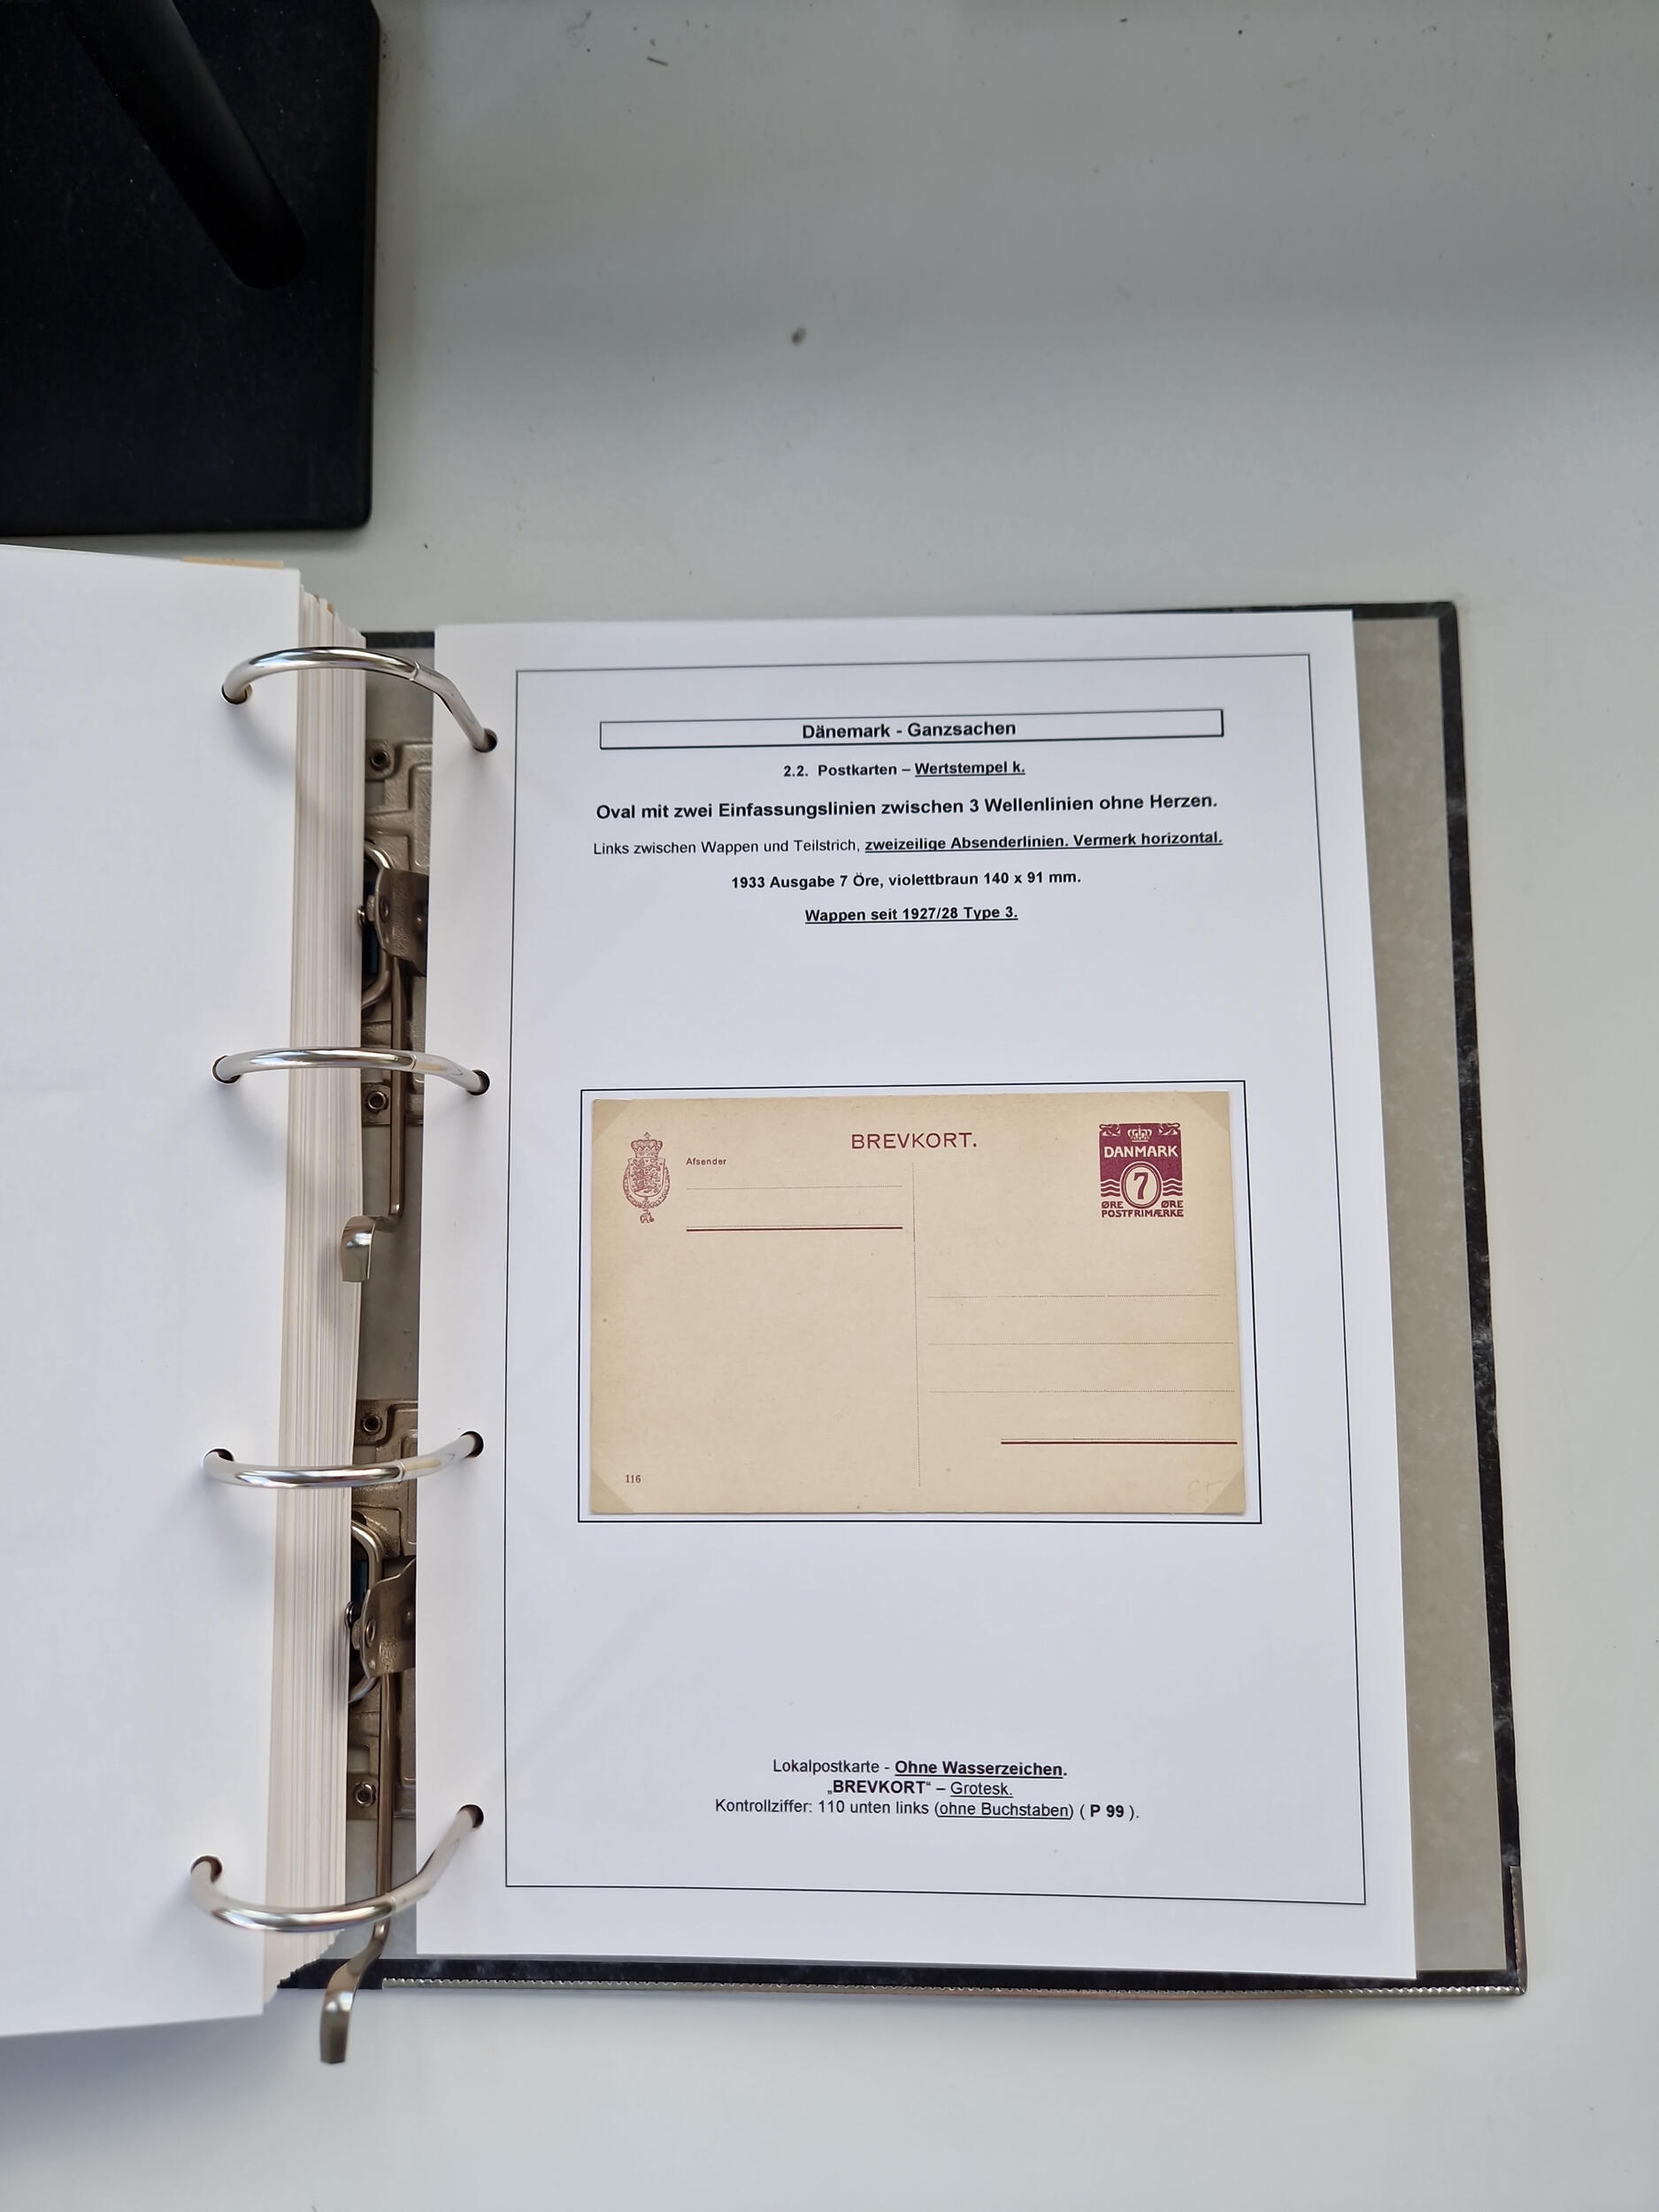 Dänemark - Ganzsachen
2.2. Postkarten – Wertstempel k.
Oval mit zwei Einfassungslinien zwischen 3 Wellenlinien ohne Herzen.
Links zwischen Wappen und Teilstrich, zweizeilige Absenderlinien. Vermerk horizontal.
1933 Ausgabe 7 Öre, violettbraun 140 x 91 mm.
Wappen seit 1927/28 Type 3.
BREVKORT.
Afsender
DANMARK
7
ØRE ØRE
POSTFRIMÆRKE
116
Lokalpostkarte - Ohne Wasserzeichen.
„BREVKORT“ – Grotesk.
Kontrollziffer: 110 unten links (ohne Buchstaben) ( P 99 ).